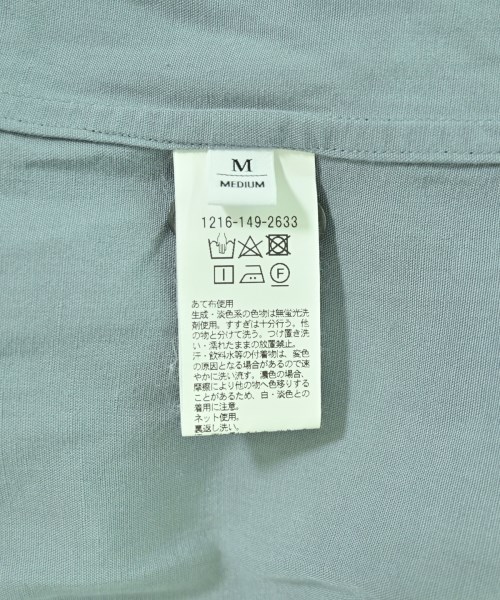 M
MEDIUM
1216-149-2633
F
あて布使用
生成・淡色系の色物は無蛍光洗
剤使用。すすぎは十分行う。他
の物と分けて洗う。つけ置き洗
い・濡れたままの放置禁止。
汗・飲料水等の付着物は、変色
の原因となる場合があるので速
やかに洗い流す。濃色の場合、
摩擦により他の物へ色移りする
ことがあるため、白・淡色との
着用に注意。
ネット使用。
裏返し洗い。